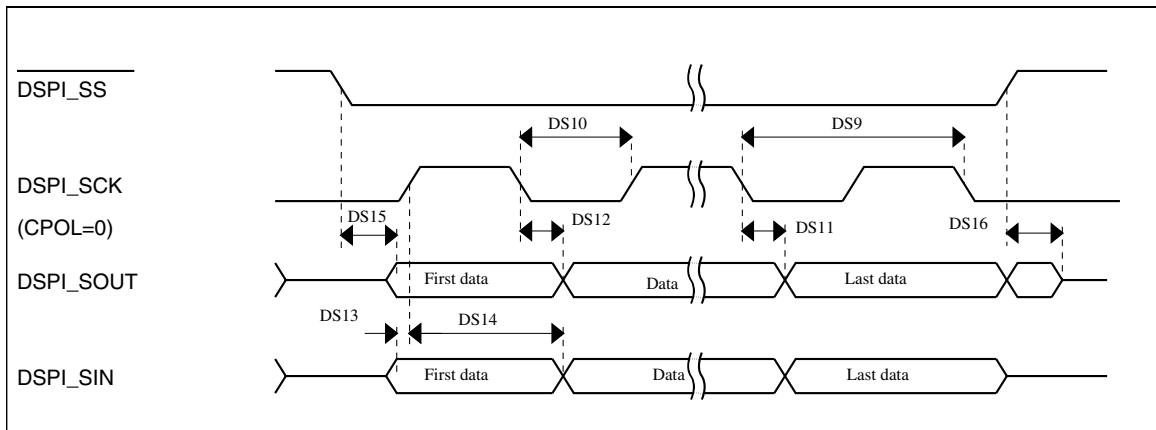 DSPI_SS
DS10
DS9
DSPI_SCK
(CPOL=0)
DS15
DS12
DS11
DS16
DSPI_SOUT
First data
Data
Last data
DS13
DS14
DSPI_SIN
First data
Data
Last data